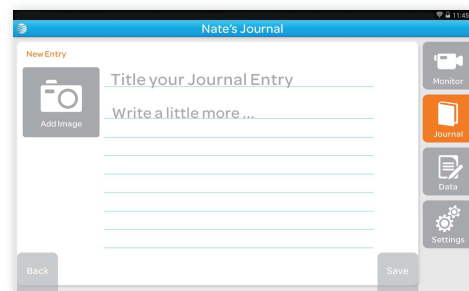 11:45
Nate's Journal
New Entry
Title your Journal Entry
Write a little more ...
Add Image
Monitor
Journal
Data
Settings
Back
Save